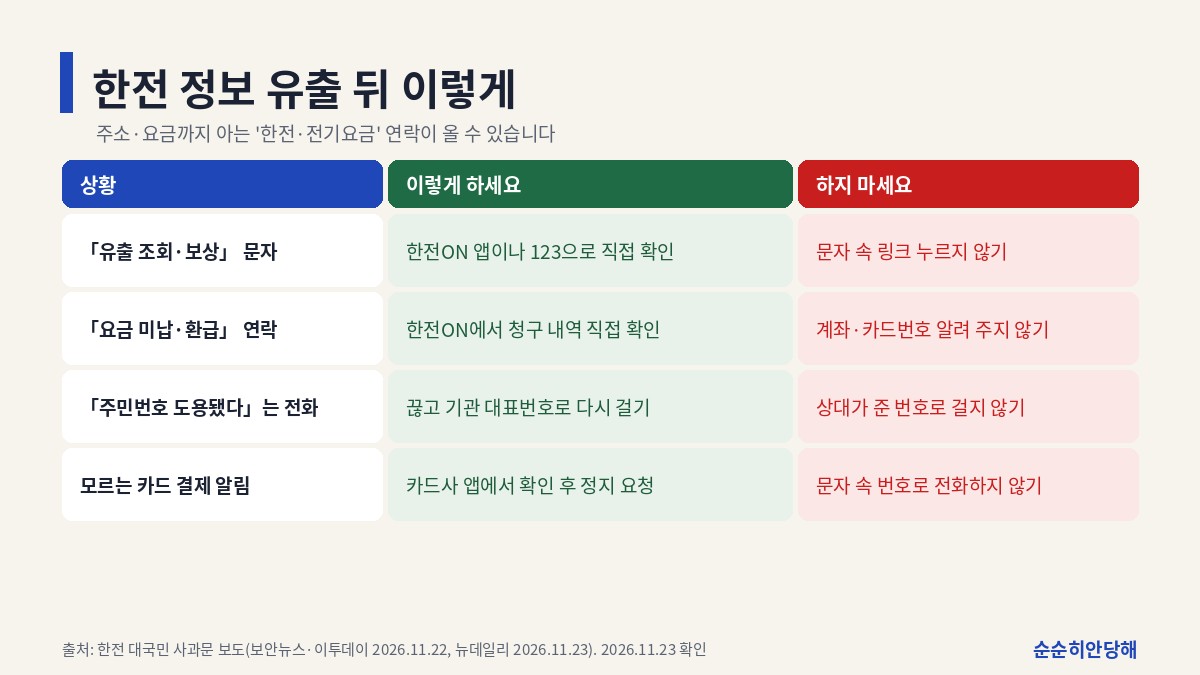 한전 정보 유출 뒤 이렇게
주소·요금까지 아는 '한전·전기요금' 연락이 올 수 있습니다
상황 이렇게 하세요 하지 마세요
「유출 조회·보상」 문자 한전ON 앱이나 123으로 직접 확인 문자 속 링크 누르지 않기
「요금 미납·환급」 연락 한전ON에서 청구 내역 직접 확인 계좌·카드번호 알려 주지 않기
「주민번호 도용됐다」는 전화 끊고 기관 대표번호로 다시 걸기 상대가 준 번호로 걸지 않기
모르는 카드 결제 알림 카드사 앱에서 확인 후 정지 요청 문자 속 번호로 전화하지 않기
출처: 한전 대국민 사과문 보도(보안뉴스·이투데이 2026.11.22, 뉴데일리 2026.11.23). 2026.11.23 확인
순순히안당해